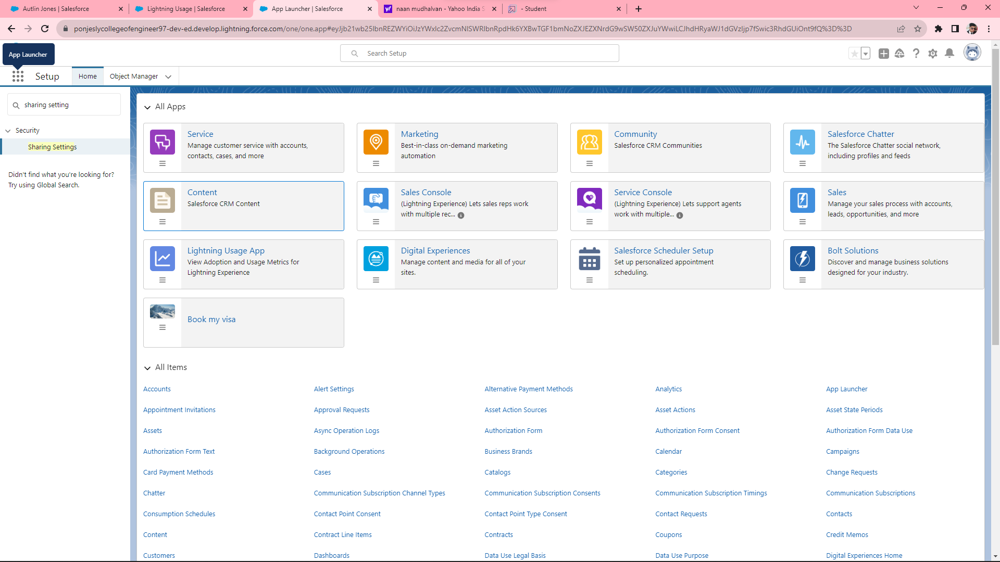 Autlin Jones | Salesforce
Lightning Usage | Salesforce
App Launcher | Salesforce
naan mudhalvan - Yahoo India S
- Student
ponjeslycollegeofengineer97-dev-ed.develop.lightning.force.com/one/one.app#eyJjb21wb25lbnREZWYiOiJzYWxlc2ZvcmNlSWRlbnRpdHk6YXBwTGF1bmNoZXJEZXNrdG9wSW50ZXJuYWwiLCJhdHRyaWJ1dGVzIjp7fSwic3RhdGUiOnt9fQ%3D%3D
App Launcher
Search Setup
Setup
Home
Object Manager
sharing setting
Security
Sharing Settings
Didn't find what you're looking for?
Try using Global Search.
All Apps
Service
Manage customer service with accounts,
contacts, cases, and more
Marketing
Best-in-class on-demand marketing
automation
Community
Salesforce CRM Communities
Salesforce Chatter
The Salesforce Chatter social network,
including profiles and feeds
Content
Salesforce CRM Content
Sales Console
(Lightning Experience) Lets sales reps work
with multiple rec...
Service Console
(Lightning Experience) Lets support agents
work with multiple...
Sales
Manage your sales process with accounts,
leads, opportunities, and more
Lightning Usage App
View Adoption and Usage Metrics for
Lightning Experience
Digital Experiences
Manage content and media for all of your
sites.
Salesforce Scheduler Setup
Set up personalized appointment
scheduling.
Bolt Solutions
Discover and manage business solutions
designed for your industry.
Book my visa
All Items
Accounts
Alert Settings
Alternative Payment Methods
Analytics
App Launcher
Appointment Invitations
Approval Requests
Asset Action Sources
Asset Actions
Asset State Periods
Assets
Async Operation Logs
Authorization Form
Authorization Form Consent
Authorization Form Data Use
Authorization Form Text
Background Operations
Business Brands
Calendar
Campaigns
Card Payment Methods
Cases
Catalogs
Categories
Change Requests
Chatter
Communication Subscription Channel Types
Communication Subscription Consents
Communication Subscription Timings
Communication Subscriptions
Consumption Schedules
Contact Point Consent
Contact Point Type Consent
Contact Requests
Contacts
Content
Contract Line Items
Contracts
Coupons
Credit Memos
Customers
Dashboards
Data Use Legal Basis
Data Use Purpose
Digital Experiences Home